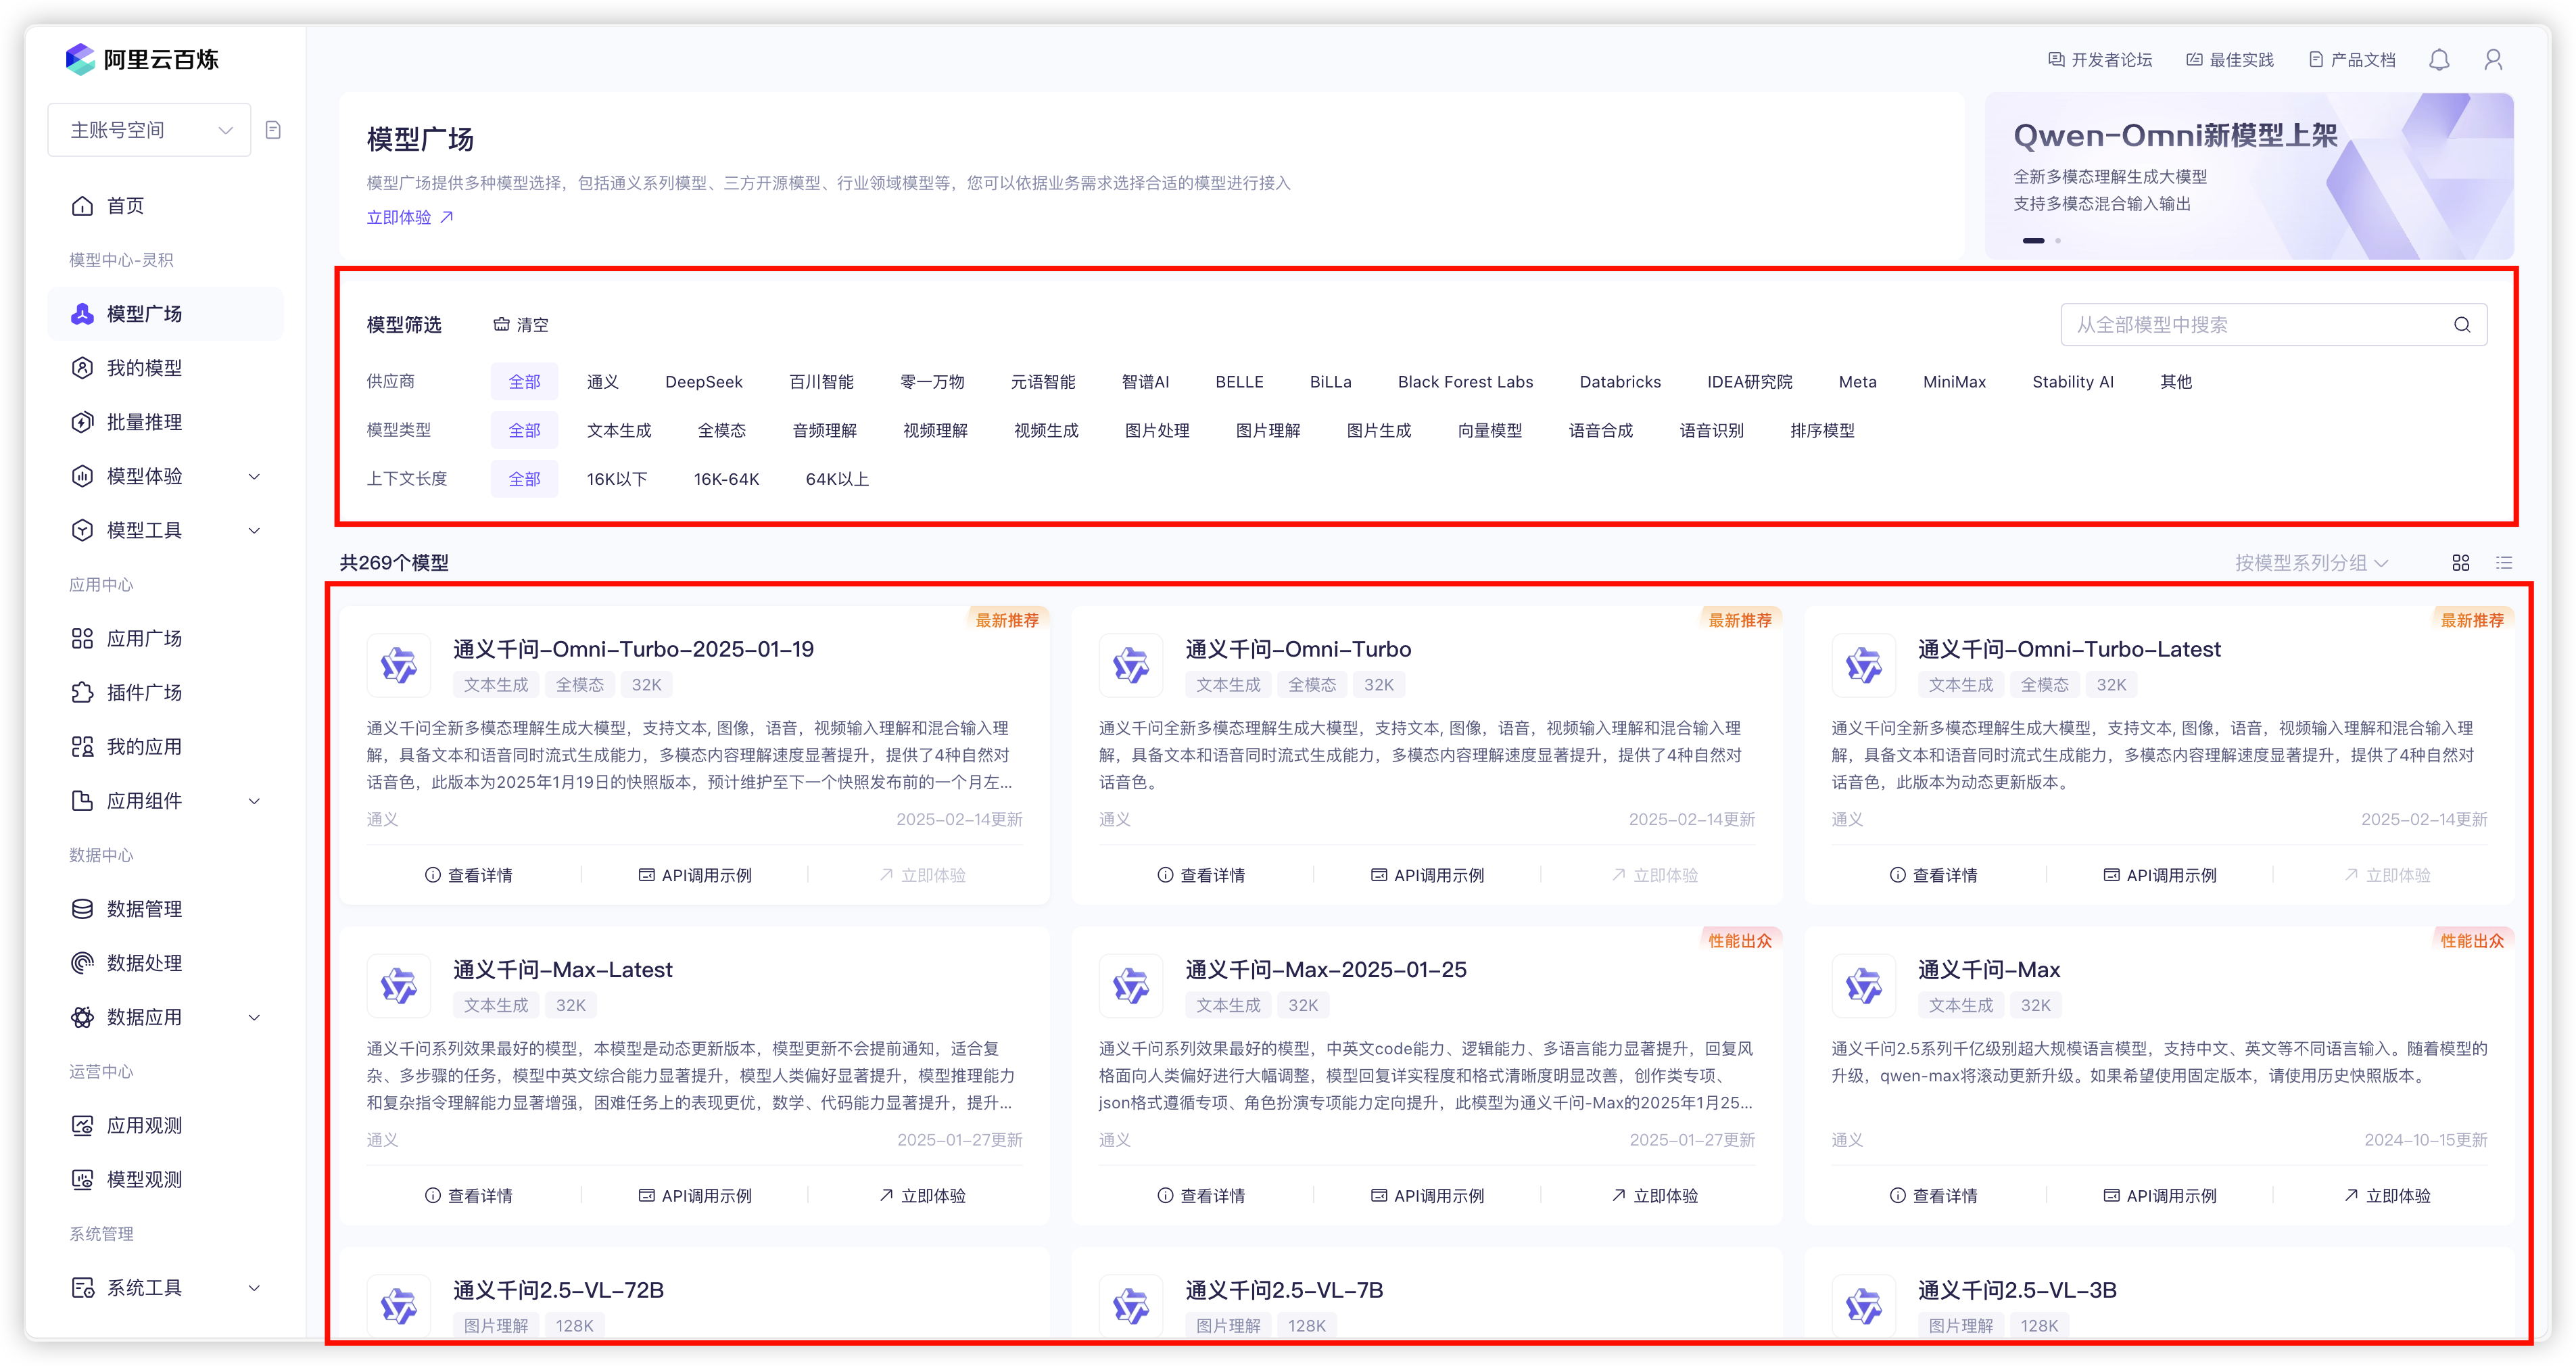 阿里云百炼
开发者论坛 最佳实践 产品文档
主账号空间
首页
模型中心-灵积
模型广场
我的模型
批量推理
模型体验
模型工具
应用中心
应用广场
插件广场
我的应用
应用组件
数据中心
数据管理
数据处理
数据应用
运营中心
应用观测
模型观测
系统管理
系统工具
模型广场
模型广场提供多种模型选择，包括通义系列模型、三方开源模型、行业领域模型等，您可以依据业务需求选择合适的模型进行接入
立即体验
Qwen-Omni新模型上架
全新多模态理解生成大模型
支持多模态混合输入输出
模型筛选 清空 从全部模型中搜索
供应商 全部 通义 DeepSeek 百川智能 零一万物 元语智能 智谱AI BELLE BiLLa Black Forest Labs Databricks IDEA研究院 Meta MiniMax Stability AI 其他
模型类型 全部 文本生成 全模态 音频理解 视频理解 视频生成 图片处理 图片理解 图片生成 向量模型 语音合成 语音识别 排序模型
上下文长度 全部 16K以下 16K-64K 64K以上
共269个模型 按模型系列分组
最新推荐
通义千问-Omni-Turbo-2025-01-19
文本生成 全模态 32K
通义千问全新多模态理解生成大模型，支持文本, 图像，语音，视频输入理解和混合输入理
解，具备文本和语音同时流式生成能力，多模态内容理解速度显著提升，提供了4种自然对
话音色，此版本为2025年1月19日的快照版本，预计维护至下一个快照发布前的一个月左...
通义 2025-02-14更新
查看详情 API调用示例 立即体验
最新推荐
通义千问-Omni-Turbo
文本生成 全模态 32K
通义千问全新多模态理解生成大模型，支持文本, 图像，语音，视频输入理解和混合输入理
解，具备文本和语音同时流式生成能力，多模态内容理解速度显著提升，提供了4种自然对
话音色。
通义 2025-02-14更新
查看详情 API调用示例 立即体验
最新推荐
通义千问-Omni-Turbo-Latest
文本生成 全模态 32K
通义千问全新多模态理解生成大模型，支持文本, 图像，语音，视频输入理解和混合输入理
解，具备文本和语音同时流式生成能力，多模态内容理解速度显著提升，提供了4种自然对
话音色，此版本为动态更新版本。
通义 2025-02-14更新
查看详情 API调用示例 立即体验
通义千问-Max-Latest
文本生成 32K
通义千问系列效果最好的模型，本模型是动态更新版本，模型更新不会提前通知，适合复
杂、多步骤的任务，模型中英文综合能力显著提升，模型人类偏好显著提升，模型推理能力
和复杂指令理解能力显著增强，困难任务上的表现更优，数学、代码能力显著提升，提升...
通义 2025-01-27更新
查看详情 API调用示例 立即体验
性能出众
通义千问-Max-2025-01-25
文本生成 32K
通义千问系列效果最好的模型，中英文code能力、逻辑能力、多语言能力显著提升，回复风
格面向人类偏好进行大幅调整，模型回复详实程度和格式清晰度明显改善，创作类专项、
json格式遵循专项、角色扮演专项能力定向提升，此模型为通义千问-Max的2025年1月25...
通义 2025-01-27更新
查看详情 API调用示例 立即体验
性能出众
通义千问-Max
文本生成 32K
通义千问2.5系列千亿级别超大规模语言模型，支持中文、英文等不同语言输入。随着模型的
升级，qwen-max将滚动更新升级。如果希望使用固定版本，请使用历史快照版本。
通义 2024-10-15更新
查看详情 API调用示例 立即体验
通义千问2.5-VL-72B
图片理解 128K
通义千问2.5-VL-7B
图片理解 128K
通义千问2.5-VL-3B
图片理解 128K